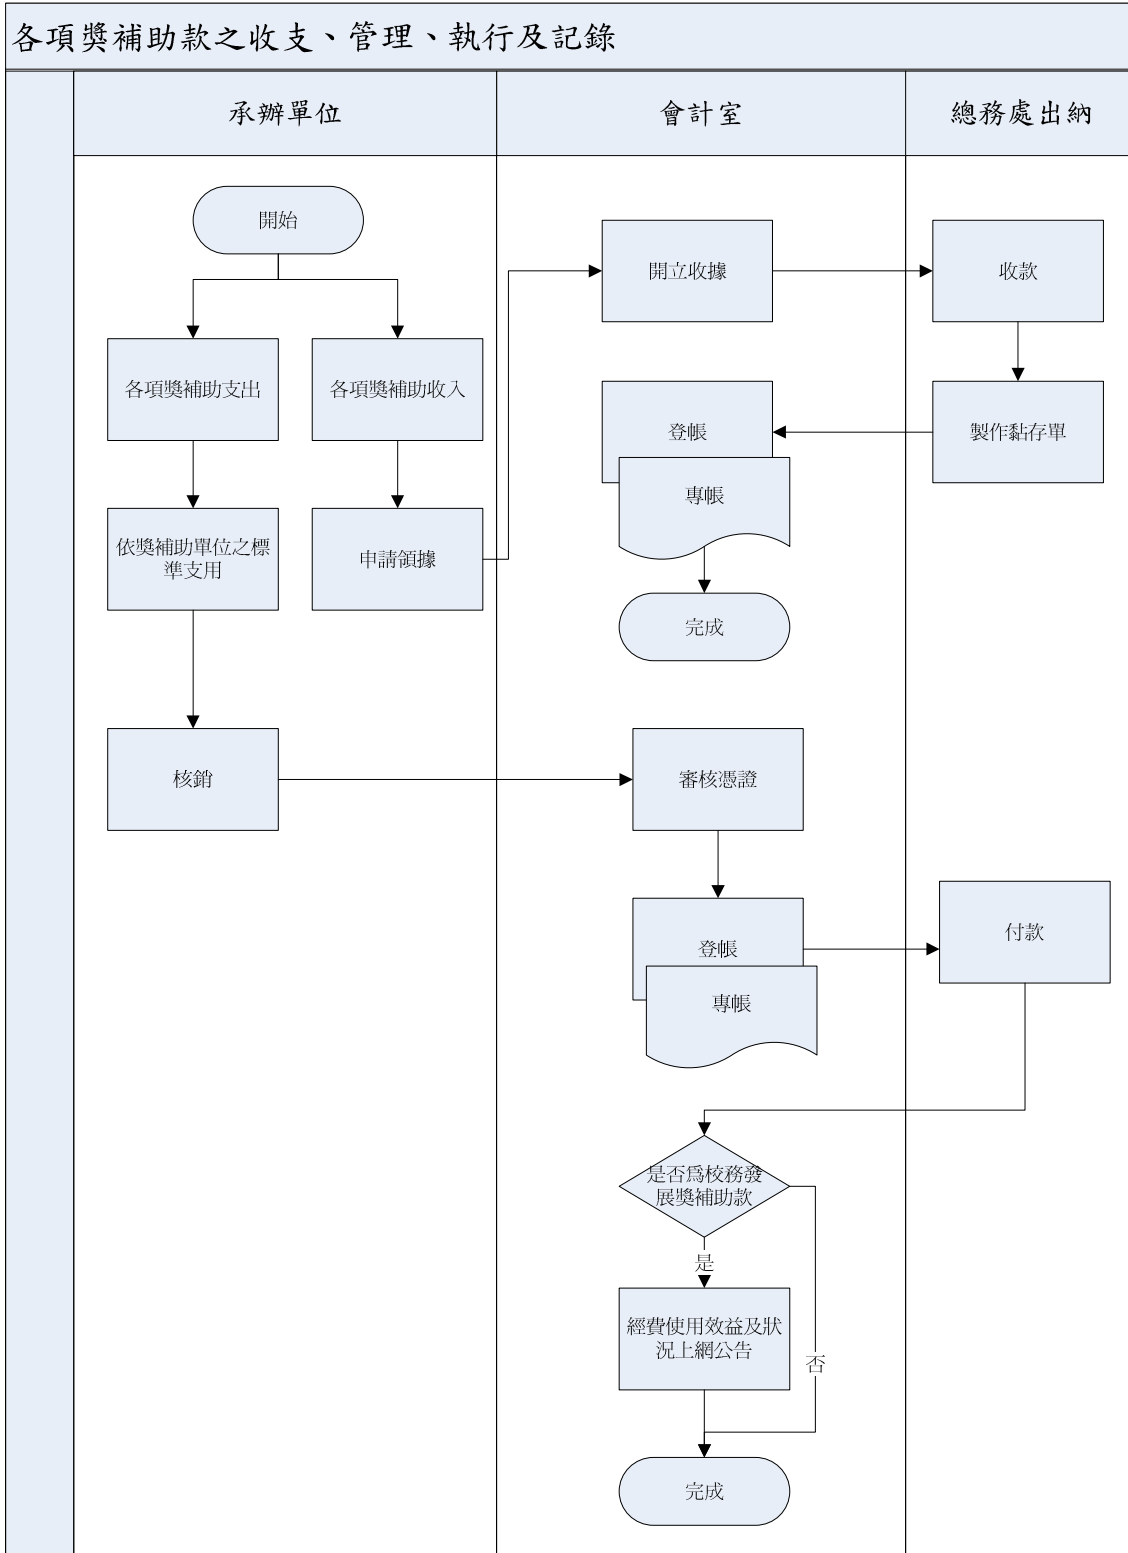 各項獎補助款之收支、管理、執行及記錄
承辦單位
會計室
總務處出納
開始
開立收據
收款
各項獎補助支出
各項獎補助收入
登帳
製作黏存單
專帳
依獎補助單位之標
準支用
申請領據
完成
核銷
審核憑證
登帳
付款
專帳
是否為校務發
展獎補助款
是
經費使用效益及狀
況上網公告
否
完成